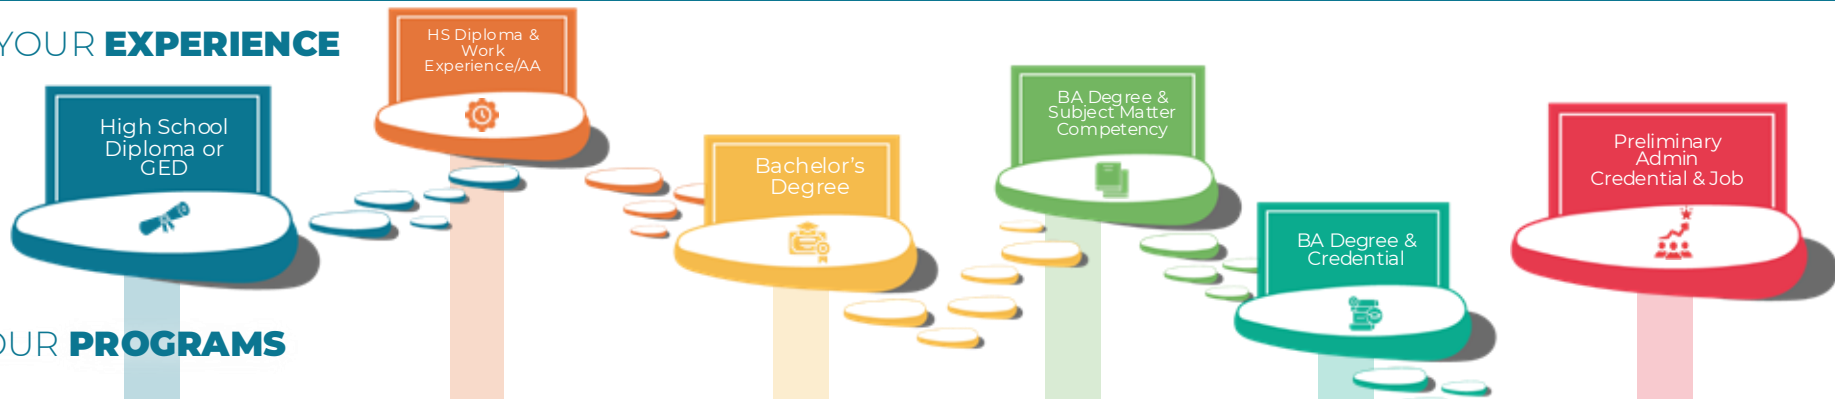 YOUR EXPERIENCE
High School
Diploma or
GED
HS Diploma &
Work
Experience/AA
Bachelor's
Degree
BA Degree &
Subject Matter
Competency
BA Degree &
Credential
Preliminary
Admin
Credential & Job
OUR PROGRAMS